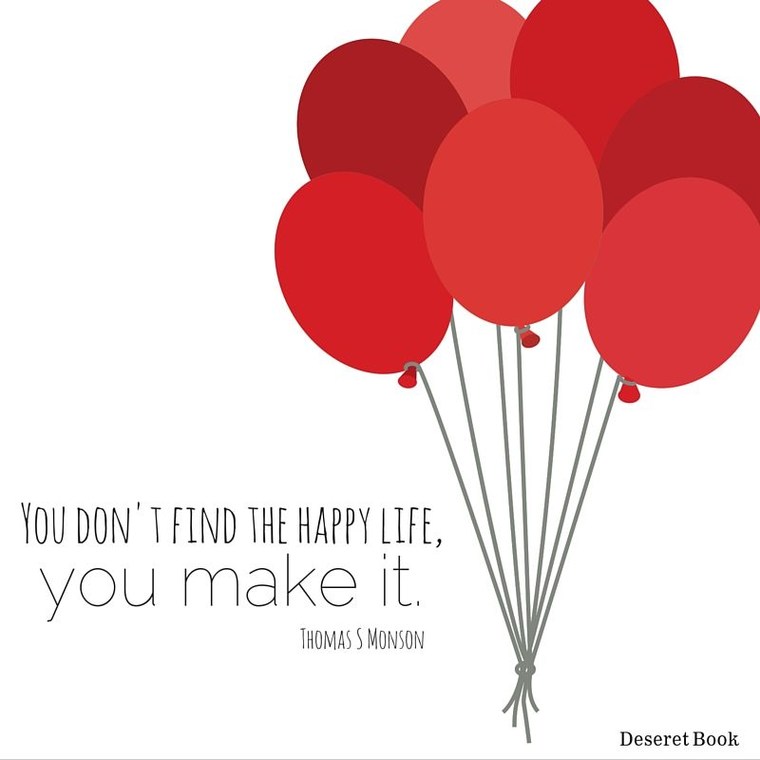 YOU DON'T FIND THE HAPPY LIFE,
you make it.
THOMAS S MONSON
Deseret Book